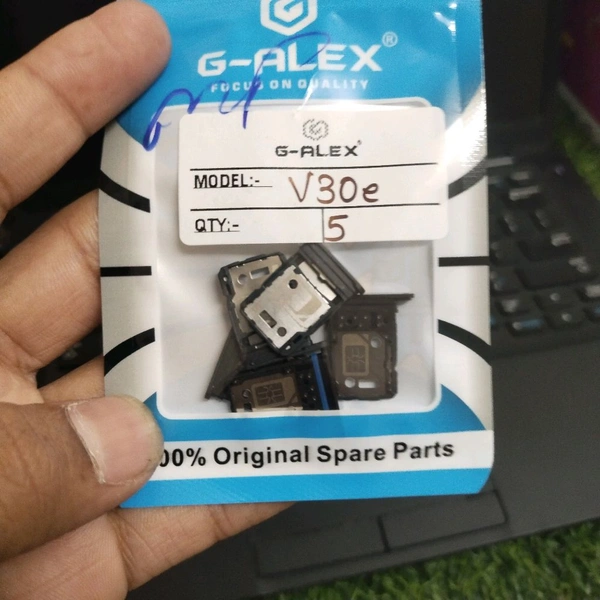 G-ALEX®
FOCUS ON QUALITY
G-ALEX®
MODEL:- V30e
QTY:- 5
00% Original Spare Parts